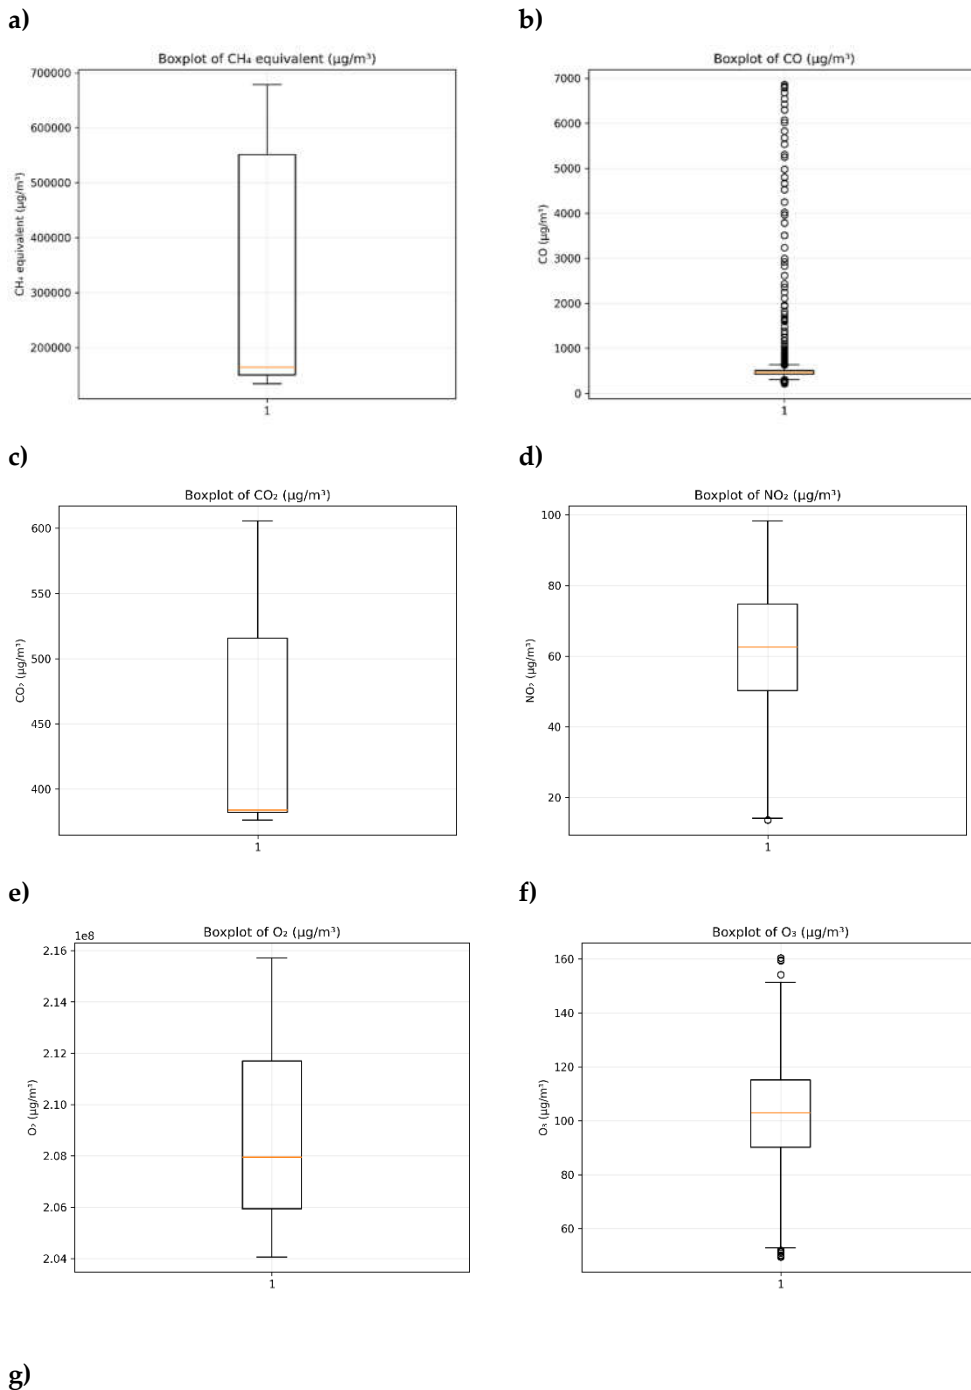 a)
Boxplot of CH₄ equivalent (µg/m³)
700000
600000
500000
400000
300000
200000
CH₄ equivalent (µg/m³)
1
b)
Boxplot of CO (µg/m³)
7000
6000
5000
4000
3000
2000
1000
0
CO (µg/m³)
1
c)
Boxplot of CO₂ (µg/m³)
600
550
500
450
400
CO₂ (µg/m³)
1
d)
Boxplot of NO₂ (µg/m³)
100
80
60
40
20
NO₂ (µg/m³)
1
e)
Boxplot of O₂ (µg/m³)
1e8
2.16
2.14
2.12
2.10
2.08
2.06
2.04
O₂ (µg/m³)
1
f)
Boxplot of O₃ (µg/m³)
160
140
120
100
80
60
O₃ (µg/m³)
1
g)